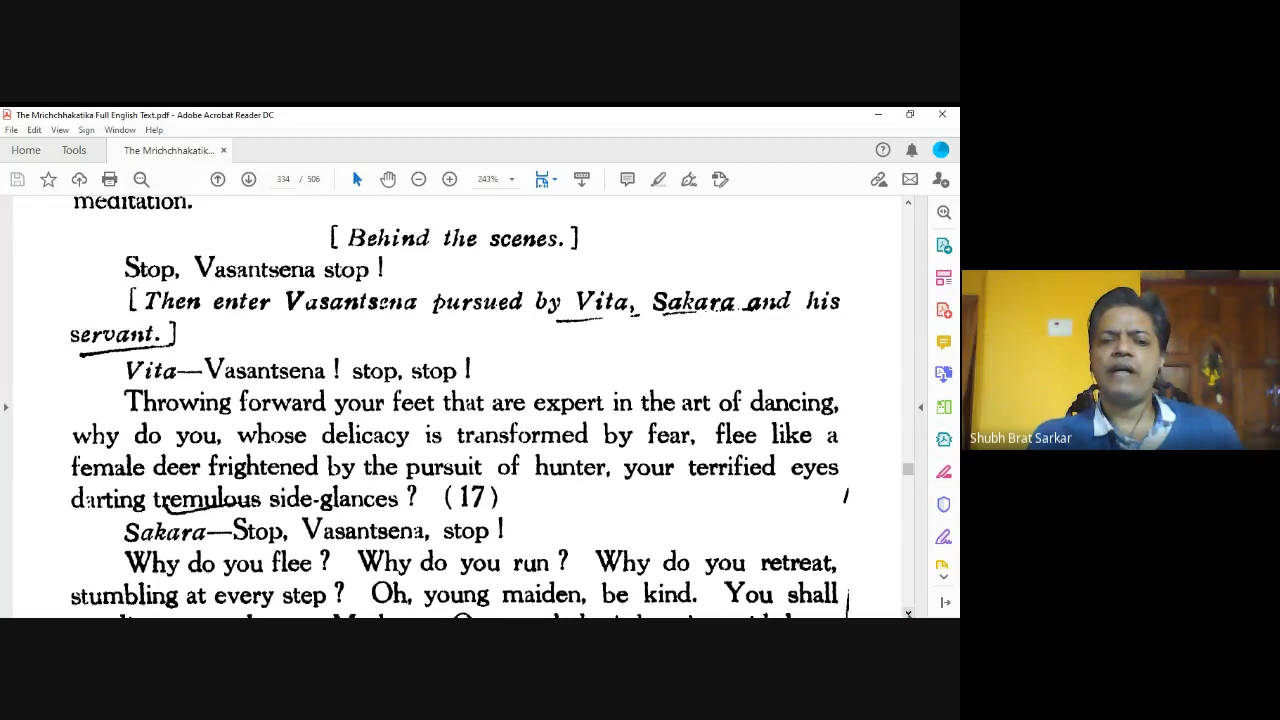 The Mrichchhakatika Full English Text.pdf - Adobe Acrobat Reader DC
File Edit View Sign Window Help
Home Tools The Mrichchhakatik... ×
334 / 506 243%
meditation.
[ Behind the scenes. ]
Stop, Vasantsena stop !
[ Then enter Vasantsena pursued by Vita, Sakara and his
servant. ]
Vita—Vasantsena ! stop, stop !
Throwing forward your feet that are expert in the art of dancing,
why do you, whose delicacy is transformed by fear, flee like a
female deer frightened by the pursuit of hunter, your terrified eyes
darting tremulous side-glances ? (17)
Sakara—Stop, Vasantsena, stop !
Why do you flee ? Why do you run ? Why do you retreat,
stumbling at every step ? Oh, young maiden, be kind. You shall
Shubh Brat Sarkar